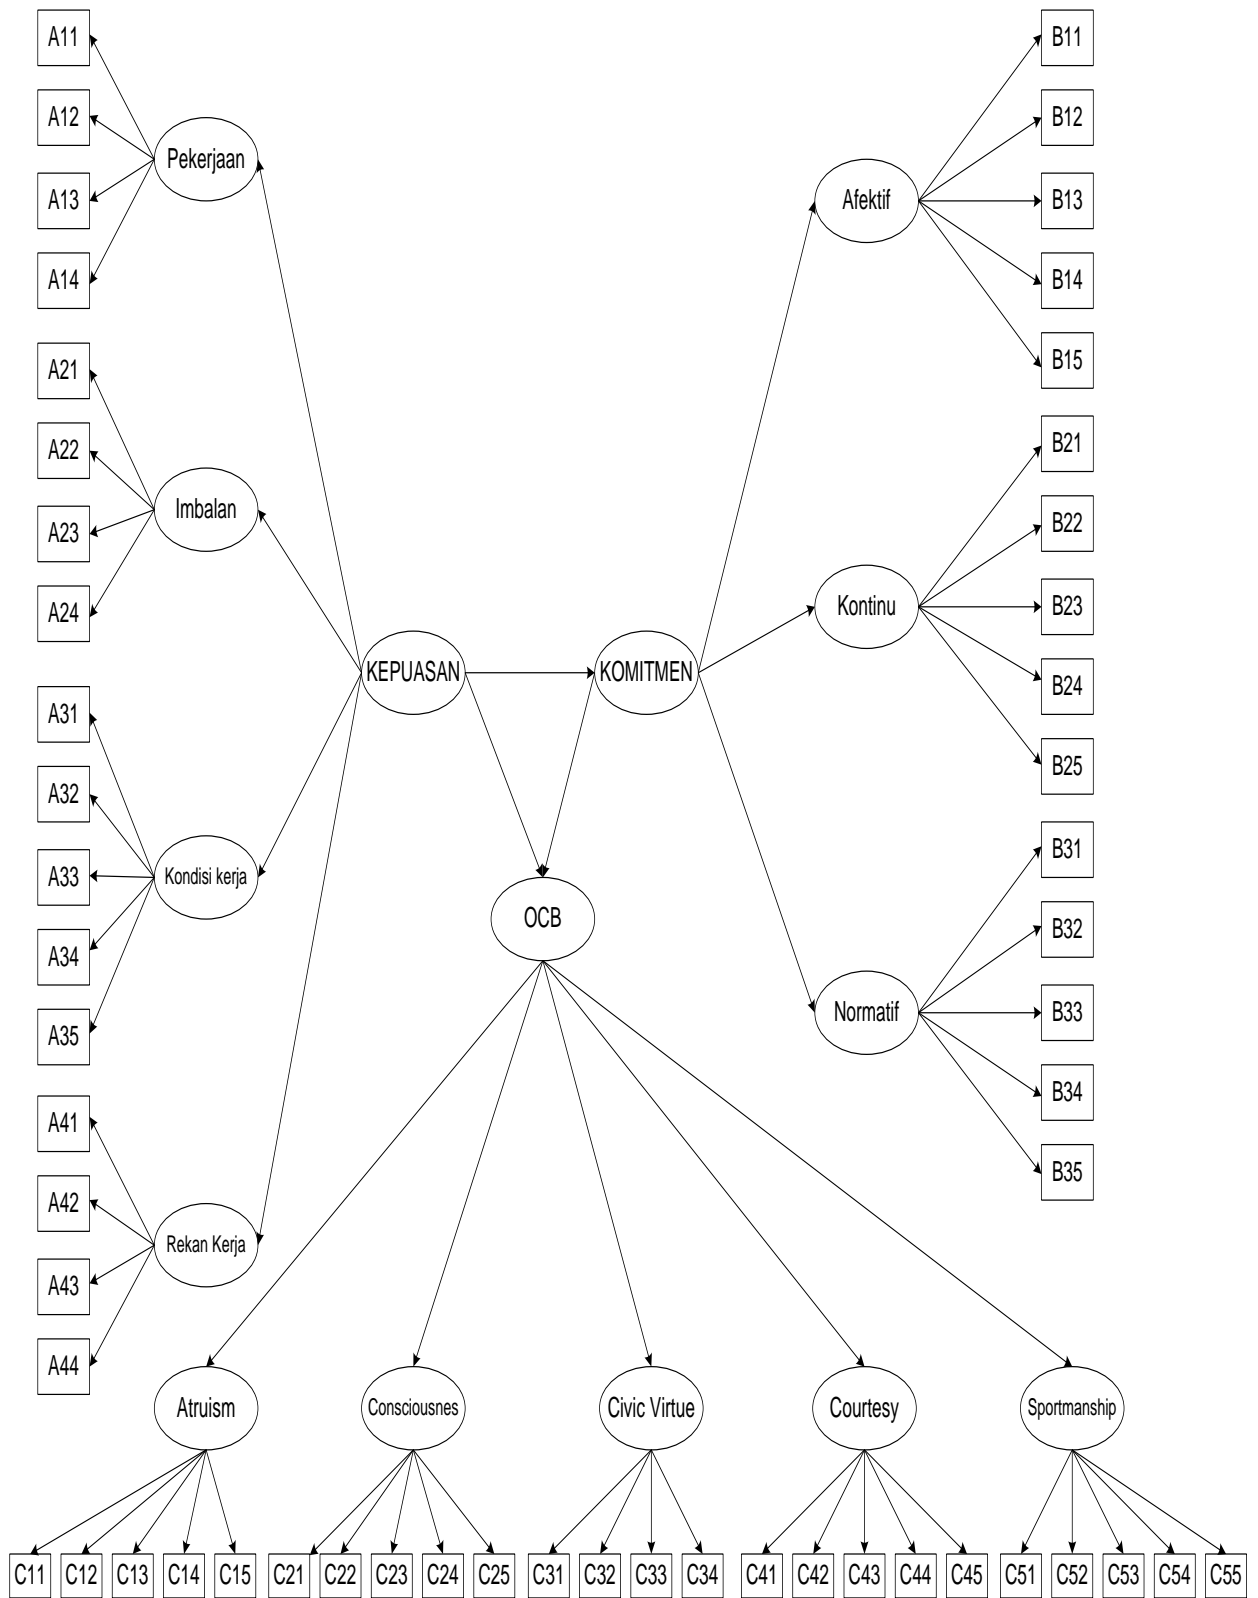 A11
A12
A13
A14
Pekerjaan
A21
A22
A23
A24
Imbalan
A31
A32
A33
A34
A35
Kondisi kerja
A41
A42
A43
A44
Rekan Kerja
KEPUASAN
KOMITMEN
OCB
Afektif
B11
B12
B13
B14
B15
Kontinu
B21
B22
B23
B24
B25
Normatif
B31
B32
B33
B34
B35
Atruism
Consciousnes
Civic Virtue
Courtesy
Sportmanship
C11 C12 C13 C14 C15 C21 C22 C23 C24 C25 C31 C32 C33 C34 C41 C42 C43 C44 C45 C51 C52 C53 C54 C55